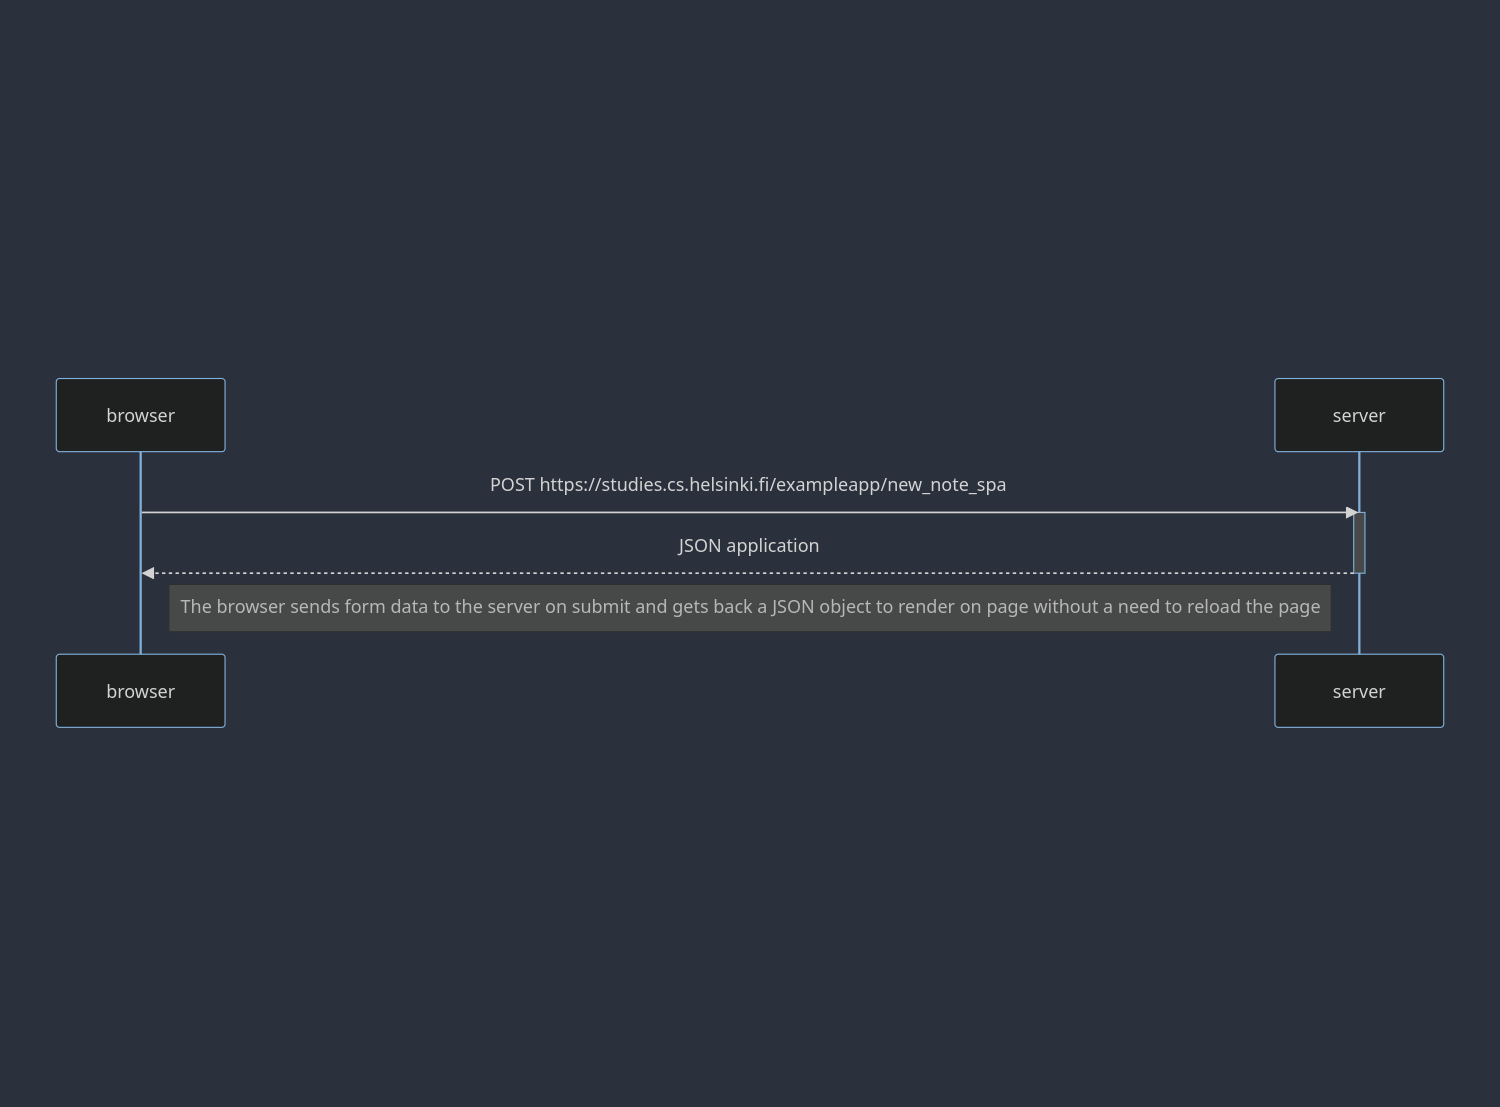 browser
server
POST https://studies.cs.helsinki.fi/exampleapp/new_note_spa
JSON application
The browser sends form data to the server on submit and gets back a JSON object to render on page without a need to reload the page
browser
server